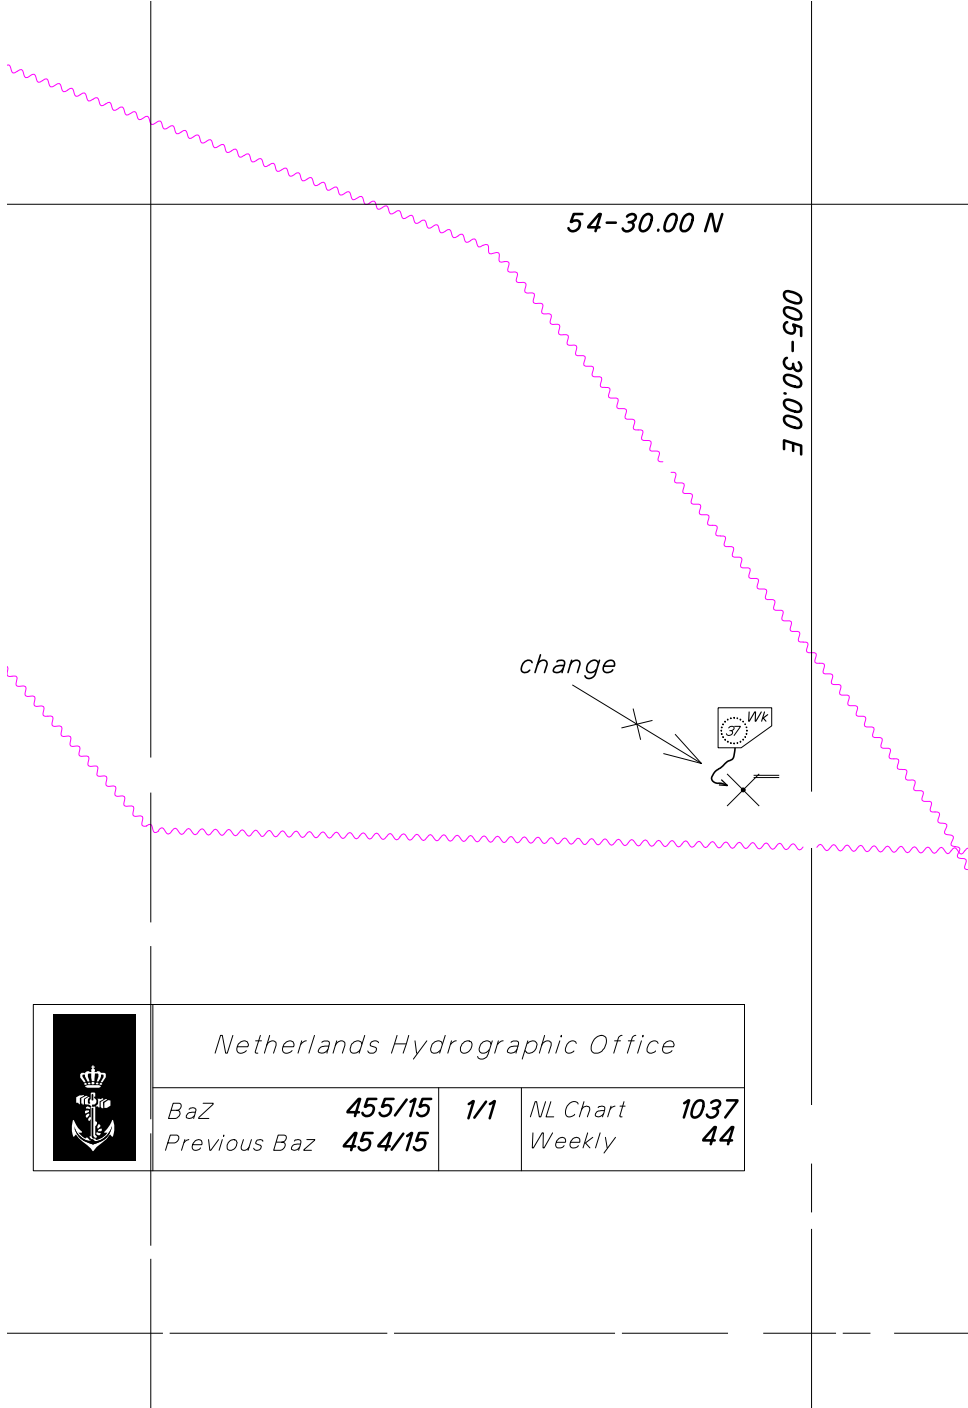 54-30.00 N
005-30.00 E
change
Wk
37
Netherlands Hydrographic Office
BaZ 455/15 1/1 NL Chart 1037
Previous Baz 454/15 Weekly 44